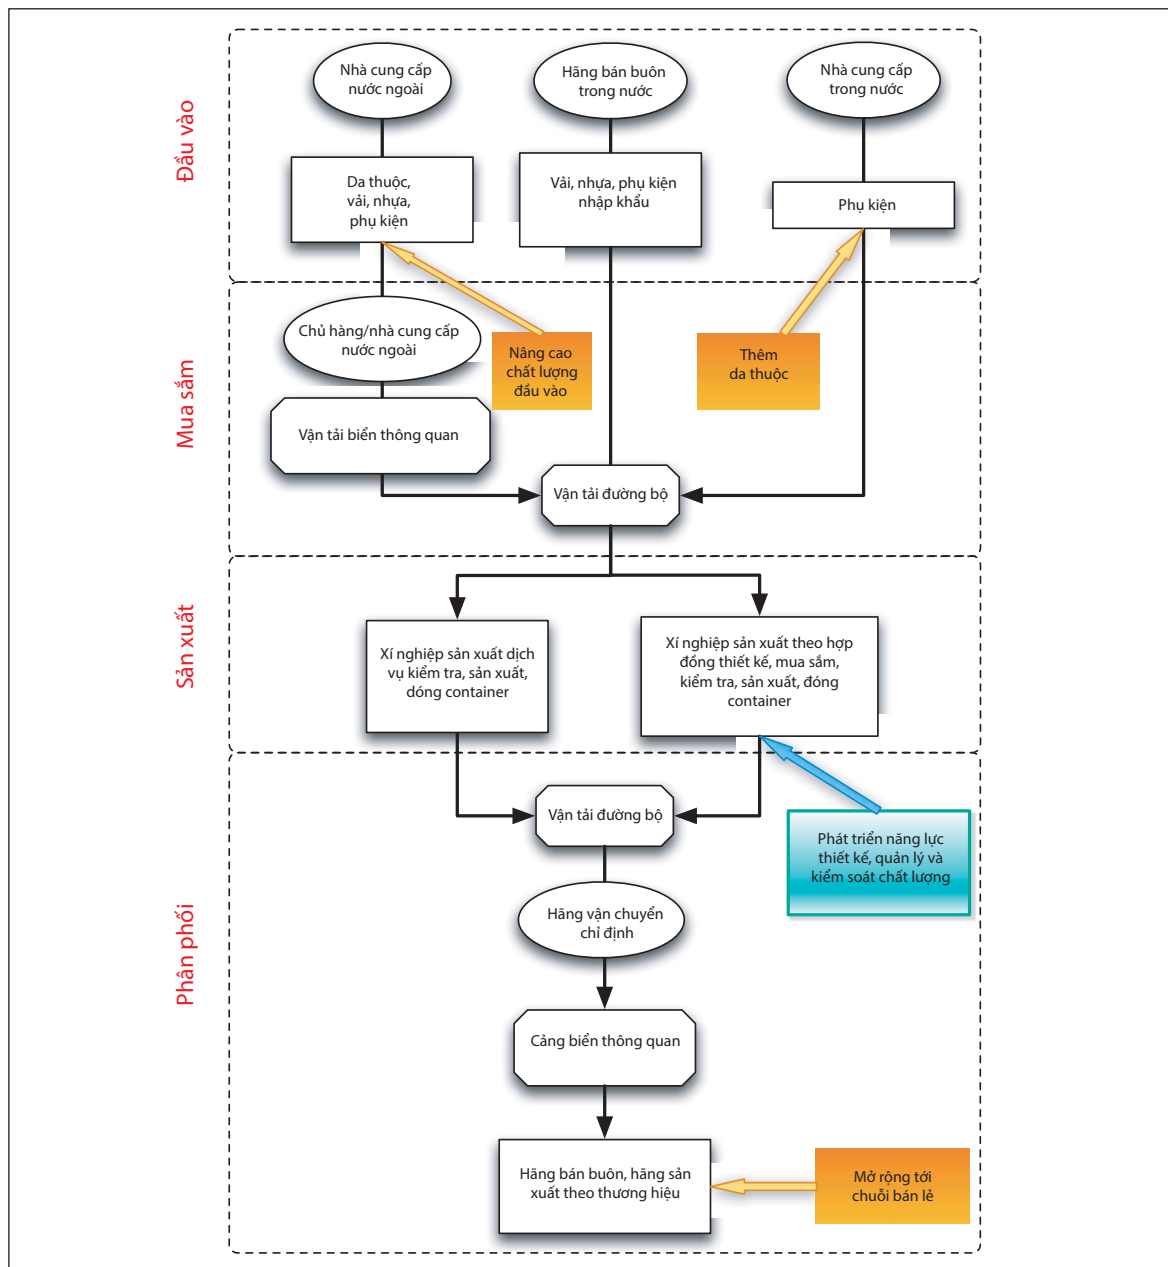 Đầu vào
Nhà cung cấp
nước ngoài
Hãng bán buôn
trong nước
Nhà cung cấp
trong nước
Da thuộc,
vải, nhựa,
phụ kiện
Vải, nhựa, phụ kiện
nhập khẩu
Phụ kiện
Mua sắm
Chủ hàng/nhà cung cấp
nước ngoài
Nâng cao
chất lượng
đầu vào
Thêm
da thuộc
Vận tải biển thông quan
Vận tải đường bộ
Sản xuất
Xí nghiệp sản xuất dịch
vụ kiểm tra, sản xuất,
dóng container
Xí nghiệp sản xuất theo hợp
đồng thiết kế, mua sắm,
kiểm tra, sản xuất, đóng
container
Phân phối
Vận tải đường bộ
Phát triển năng lực
thiết kế, quản lý và
kiểm soát chất lượng
Hãng vận chuyển
chỉ định
Cảng biển thông quan
Hãng bán buôn, hãng sản
xuất theo thương hiệu
Mở rộng tới
chuỗi bán lẻ